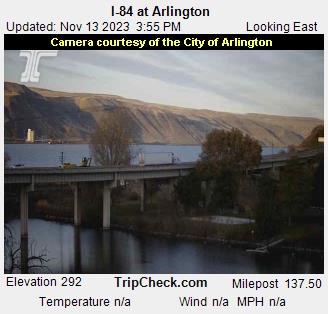 I-84 at Arlington
Updated: Nov 13 2023 3:55 PM Looking East
Camera courtesy of the City of Arlington
Elevation 292 TripCheck.com Milepost 137.50
Temperature n/a Wind n/a MPH n/a